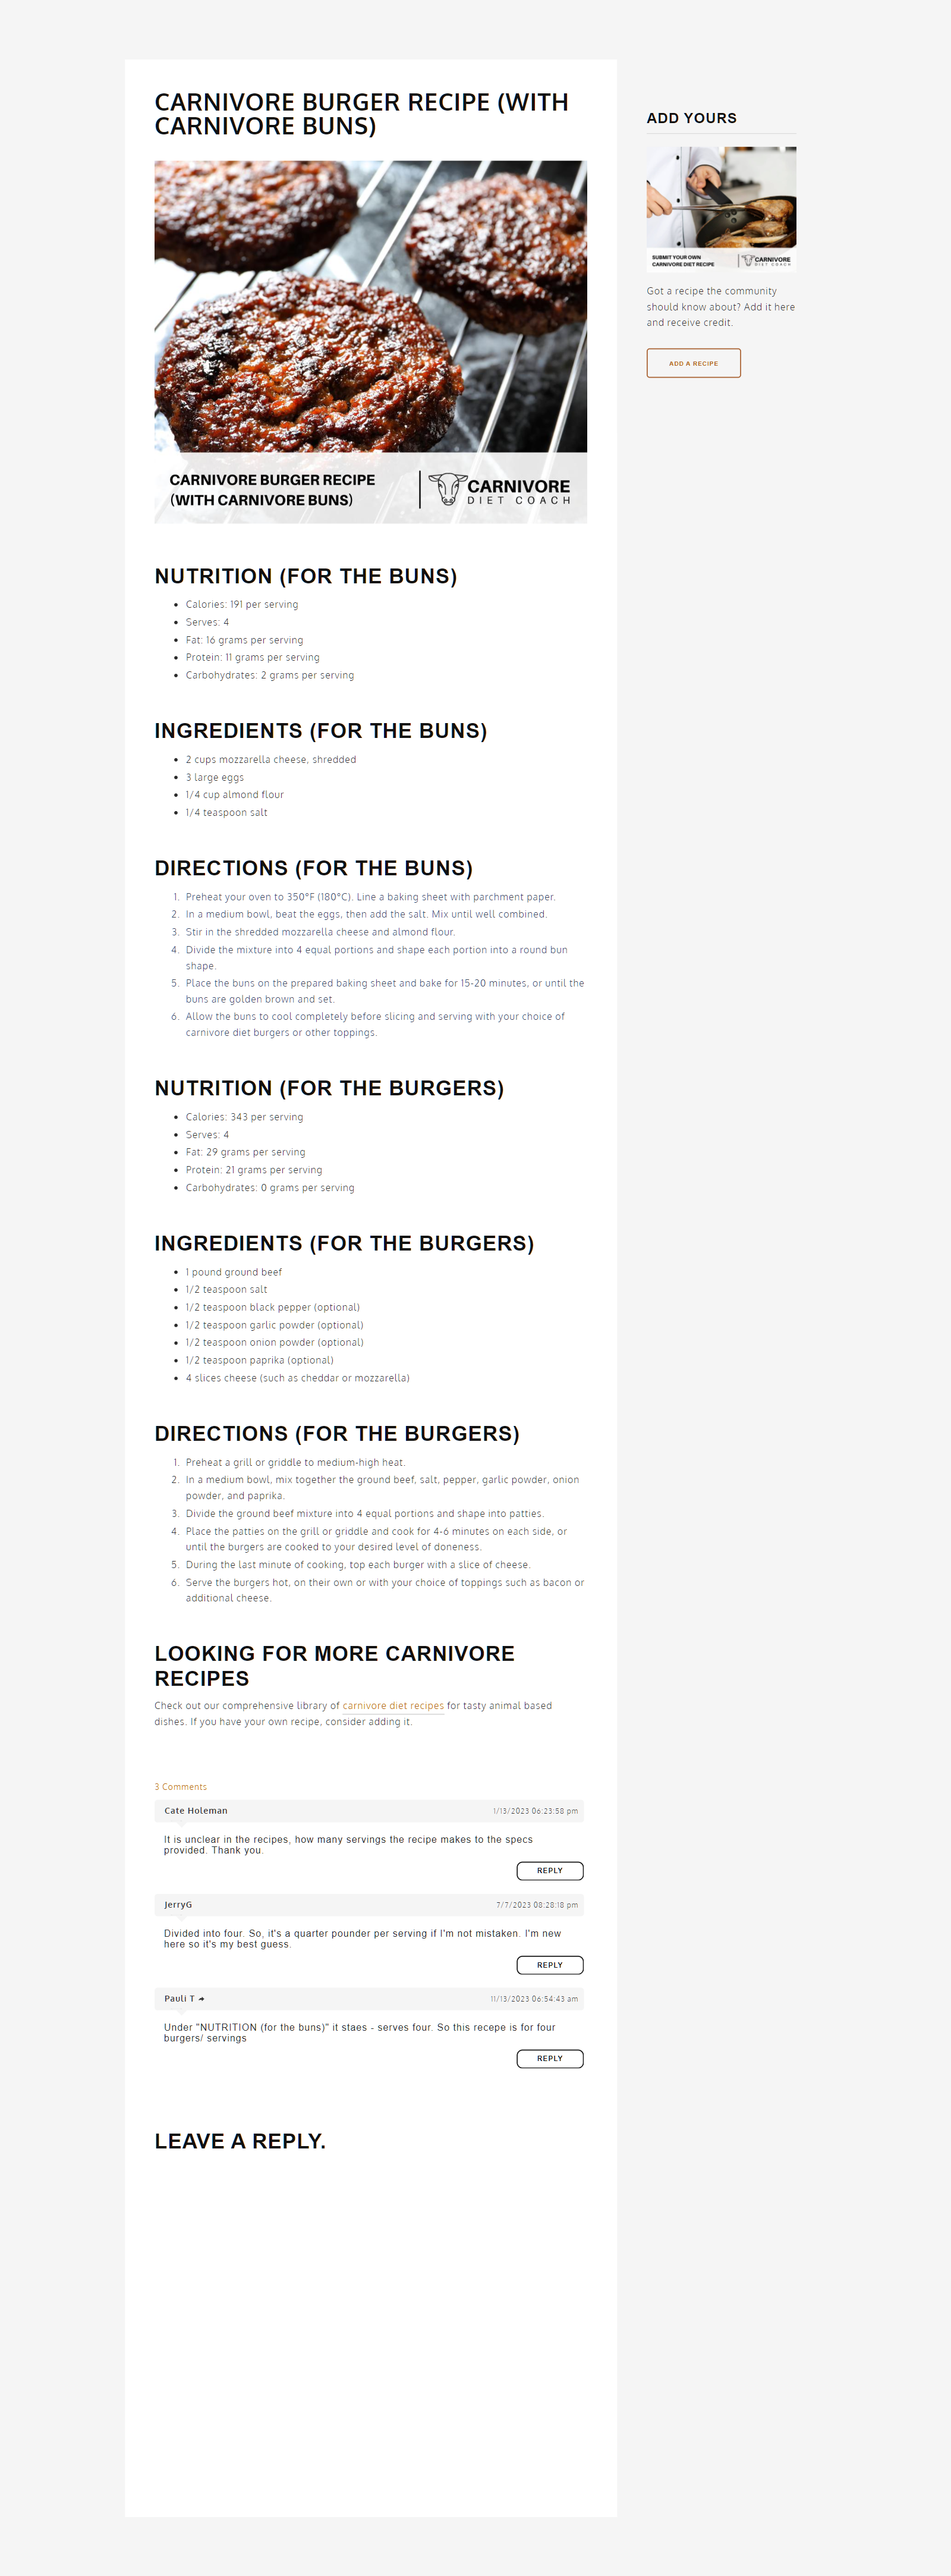 CARNIVORE BURGER RECIPE (WITH
CARNIVORE BUNS)
CARNIVORE BURGER RECIPE
(WITH CARNIVORE BUNS)
CARNIVORE
DIET COACH
NUTRITION (FOR THE BUNS)
• Calories: 191 per serving
• Serves: 4
• Fat: 16 grams per serving
• Protein: 11 grams per serving
• Carbohydrates: 2 grams per serving
INGREDIENTS (FOR THE BUNS)
• 2 cups mozzarella cheese, shredded
• 3 large eggs
• 1/4 cup almond flour
• 1/4 teaspoon salt
DIRECTIONS (FOR THE BUNS)
1. Preheat your oven to 350°F (180°C). Line a baking sheet with parchment paper.
2. In a medium bowl, beat the eggs, then add the salt. Mix until well combined.
3. Stir in the shredded mozzarella cheese and almond flour.
4. Divide the mixture into 4 equal portions and shape each portion into a round bun
shape.
5. Place the buns on the prepared baking sheet and bake for 15-20 minutes, or until the
buns are golden brown and set.
6. Allow the buns to cool completely before slicing and serving with your choice of
carnivore diet burgers or other toppings.
NUTRITION (FOR THE BURGERS)
• Calories: 343 per serving
• Serves: 4
• Fat: 29 grams per serving
• Protein: 21 grams per serving
• Carbohydrates: 0 grams per serving
INGREDIENTS (FOR THE BURGERS)
• 1 pound ground beef
• 1/2 teaspoon salt
• 1/2 teaspoon black pepper (optional)
• 1/2 teaspoon garlic powder (optional)
• 1/2 teaspoon onion powder (optional)
• 1/2 teaspoon paprika (optional)
• 4 slices cheese (such as cheddar or mozzarella)
DIRECTIONS (FOR THE BURGERS)
1. Preheat a grill or griddle to medium-high heat.
2. In a medium bowl, mix together the ground beef, salt, pepper, garlic powder, onion
powder, and paprika.
3. Divide the ground beef mixture into 4 equal portions and shape into patties.
4. Place the patties on the grill or griddle and cook for 4-6 minutes on each side, or
until the burgers are cooked to your desired level of doneness.
5. During the last minute of cooking, top each burger with a slice of cheese.
6. Serve the burgers hot, on their own or with your choice of toppings such as bacon or
additional cheese.
LOOKING FOR MORE CARNIVORE
RECIPES
Check out our comprehensive library of carnivore diet recipes for tasty animal based
dishes. If you have your own recipe, consider adding it.
3 Comments
Cate Holeman 1/13/2023 06:23:58 pm
It is unclear in the recipes, how many servings the recipe makes to the specs
provided. Thank you.
REPLY
JerryG 7/7/2023 08:28:18 pm
Divided into four. So, it's a quarter pounder per serving if I'm not mistaken. I'm new
here so it's my best guess.
REPLY
Pauli T 11/13/2023 06:54:43 am
Under "NUTRITION (for the buns)" it staes - serves four. So this recepe is for four
burgers/ servings
REPLY
LEAVE A REPLY.
ADD YOURS
SUBMIT YOUR OWN
CARNIVORE DIET RECIPE
CARNIVORE
DIET COACH
Got a recipe the community
should know about? Add it here
and receive credit.
ADD A RECIPE